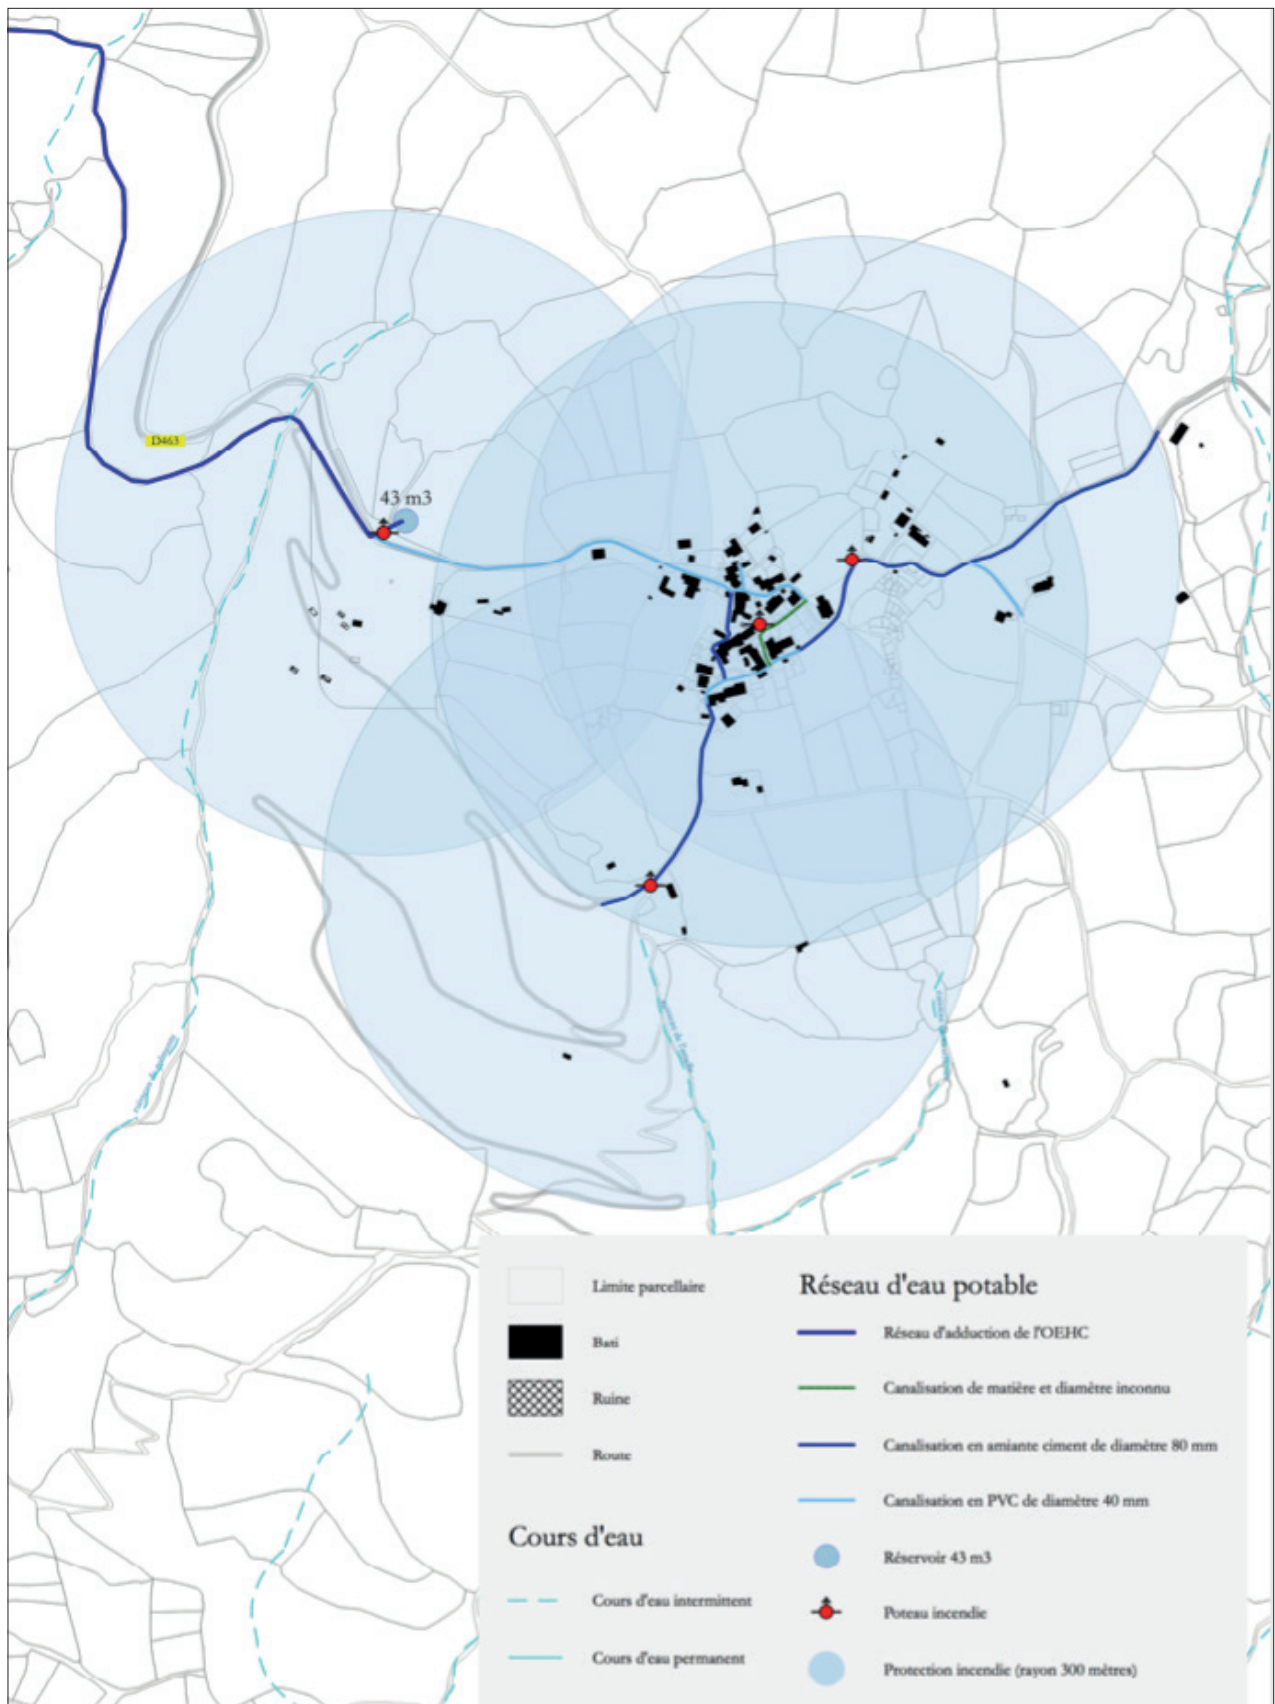 D463
43 m3
Limite parcellaire
Bati
Ruine
Route
Cours d'eau
Cours d'eau intermittent
Cours d'eau permanent
Réseau d'eau potable
Réseau d'adduction de l'OEHC
Canalisation de matière et diamètre inconnu
Canalisation en amiante ciment de diamètre 80 mm
Canalisation en PVC de diamètre 40 mm
Réservoir 43 m3
Poteau incendie
Protection incendie (rayon 300 mètres)